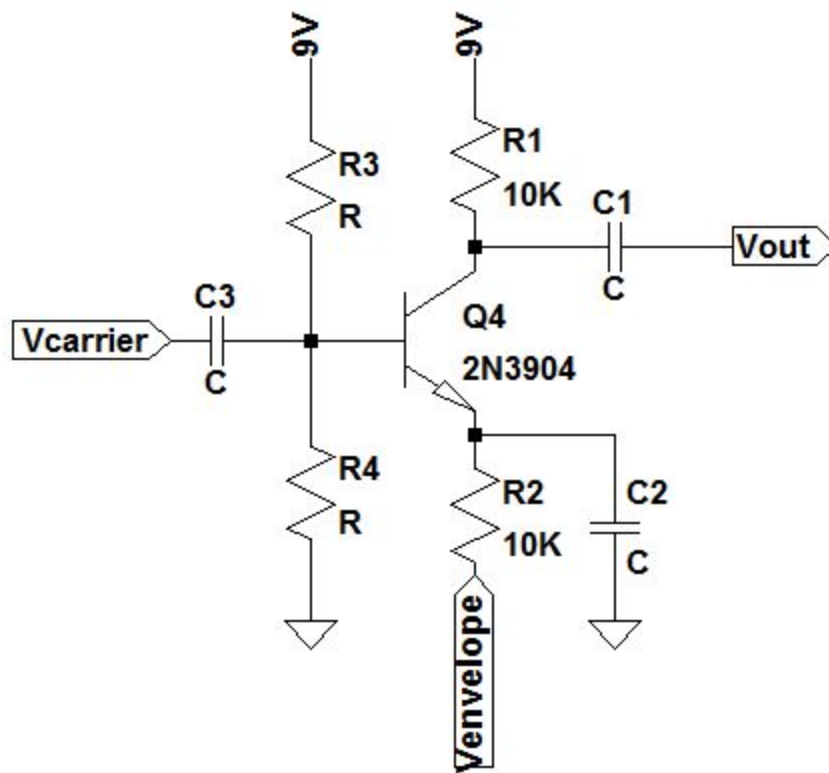 9V
9V
R3
R
R1
10K
C1
C
Vout
C3
C
Vcarrier
Q4
2N3904
R4
R
R2
10K
C2
C
Venvelope